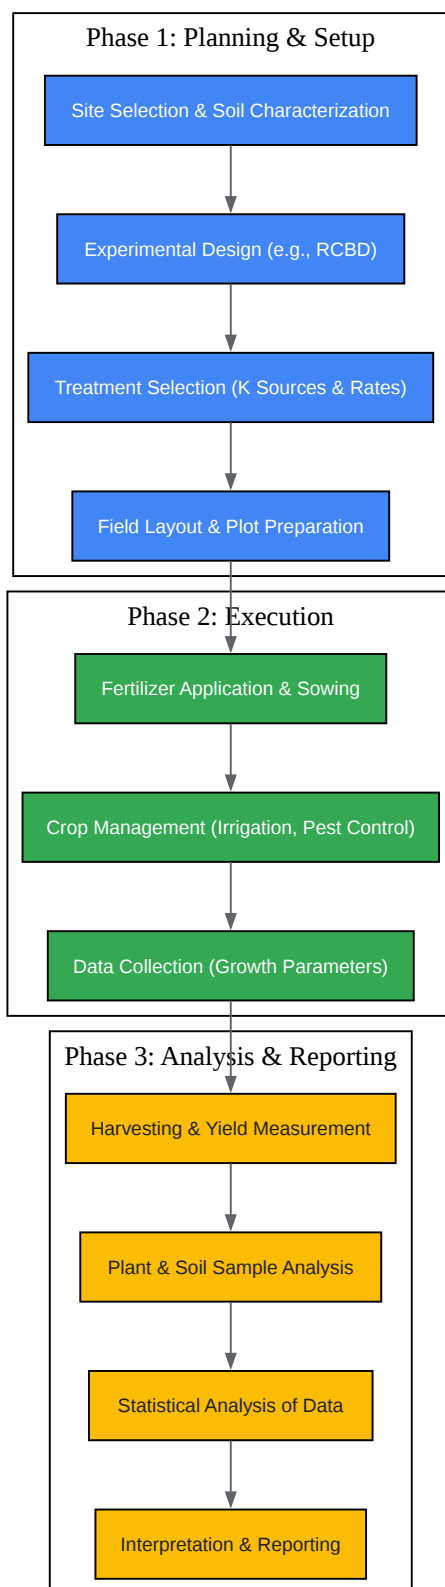 Phase 1: Planning & Setup
Site Selection & Soil Characterization
Experimental Design (e.g., RCBD)
Treatment Selection (K Sources & Rates)
Field Layout & Plot Preparation
Phase 2: Execution
Fertilizer Application & Sowing
Crop Management (Irrigation, Pest Control)
Data Collection (Growth Parameters)
Phase 3: Analysis & Reporting
Harvesting & Yield Measurement
Plant & Soil Sample Analysis
Statistical Analysis of Data
Interpretation & Reporting